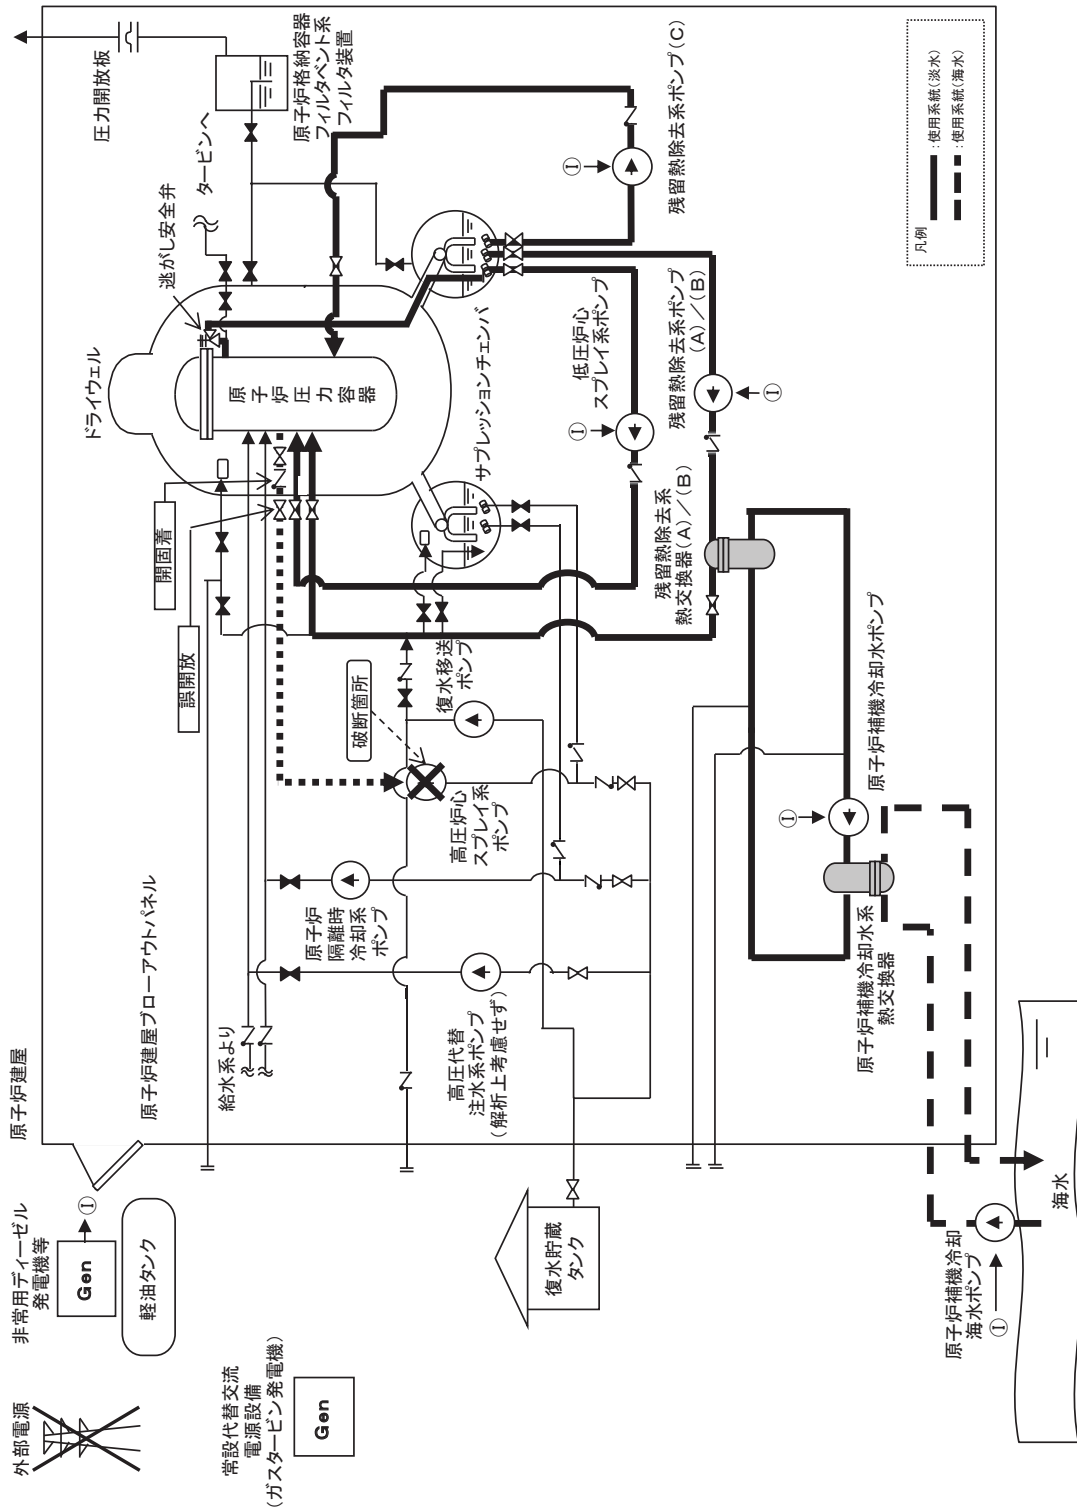 外部電源
非常用ディーゼル
発電機等
Gen
①
軽油タンク
常設代替交流
電源設備
(ガスタービン発電機)
Gen
原子炉建屋
原子炉建屋ブローアウトパネル
給水系より
誤開放
開固着
ドライウェル
逃がし安全弁
タービンへ
圧力開放板
原子炉格納容器
フィルタベント系
フィルタ装置
原子炉圧力容器
サプレッションチェンバ
破断箇所
原子炉
隔離時
冷却系
ポンプ
高圧炉心
スプレイ系
ポンプ
復水移送
ポンプ
高圧代替
注水系ポンプ
(解析上考慮せず)
復水貯蔵
タンク
低圧炉心
スプレイ系ポンプ
①
残留熱除去系ポンプ(C)
①
残留熱除去系ポンプ
(A)/(B)
①
残留熱除去系
熱交換器(A)/(B)
原子炉補機冷却水ポンプ
①
原子炉補機冷却水系
熱交換器
原子炉補機冷却
海水ポンプ
①
海水
凡例
:使用系統(淡水)
:使用系統(海水)